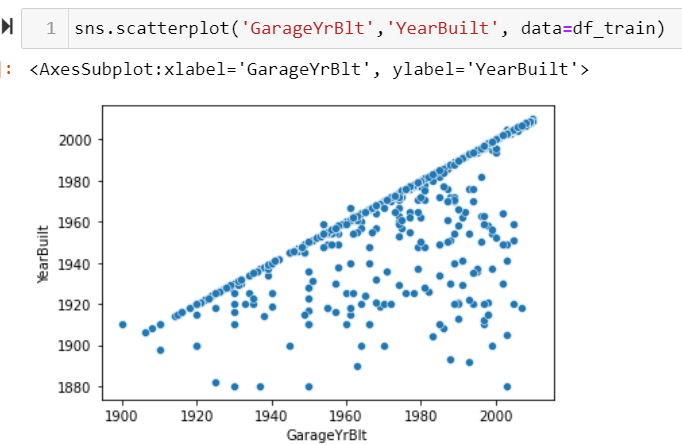 1 sns.scatterplot('GarageYrBlt','YearBuilt', data=df_train)
]: <AxesSubplot:xlabel='GarageYrBlt', ylabel='YearBuilt'>
2000
1980
1960
1940
1920
1900
1880
YearBuilt
1900 1920 1940 1960 1980 2000
GarageYrBlt